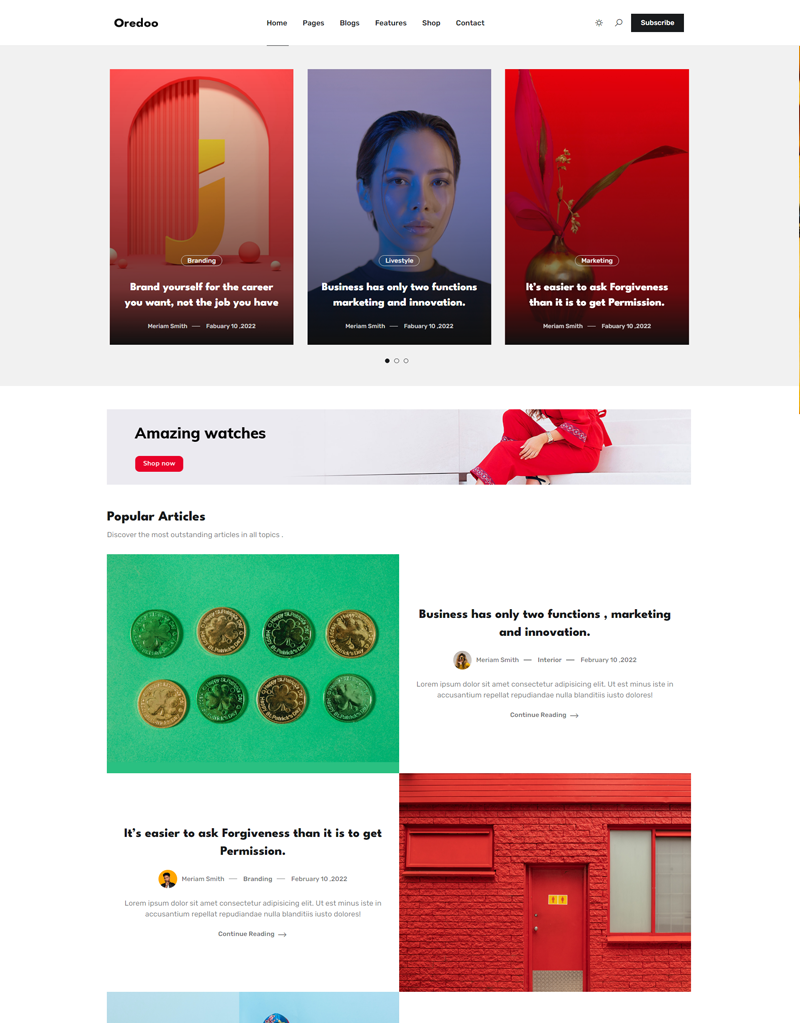 Oredoo
Home Pages Blogs Features Shop Contact
Subscribe
Branding
Brand yourself for the career
you want, not the job you have
Meriam Smith — Fabuary 10 ,2022
Livestyle
Business has only two functions
marketing and innovation.
Meriam Smith — Fabuary 10 ,2022
Marketing
It's easier to ask Forgiveness
than it is to get Permission.
Meriam Smith — Fabuary 10 ,2022
Amazing watches
Shop now
Popular Articles
Discover the most outstanding articles in all topics .
Business has only two functions , marketing
and innovation.
Meriam Smith — Interior — February 10 ,2022
Lorem ipsum dolor sit amet consectetur adipisicing elit. Ut est minus iste in
accusantium repellat repudiandae nulla blanditiis iusto dolores!
Continue Reading →
It's easier to ask Forgiveness than it is to get
Permission.
Meriam Smith — Branding — February 10 ,2022
Lorem ipsum dolor sit amet consectetur adipisicing elit. Ut est minus iste in
accusantium repellat repudiandae nulla blanditiis iusto dolores!
Continue Reading →